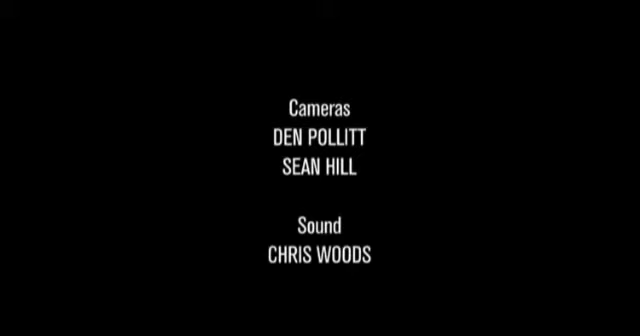 Cameras
DEN POLLITT
SEAN HILL
Sound
CHRIS WOODS